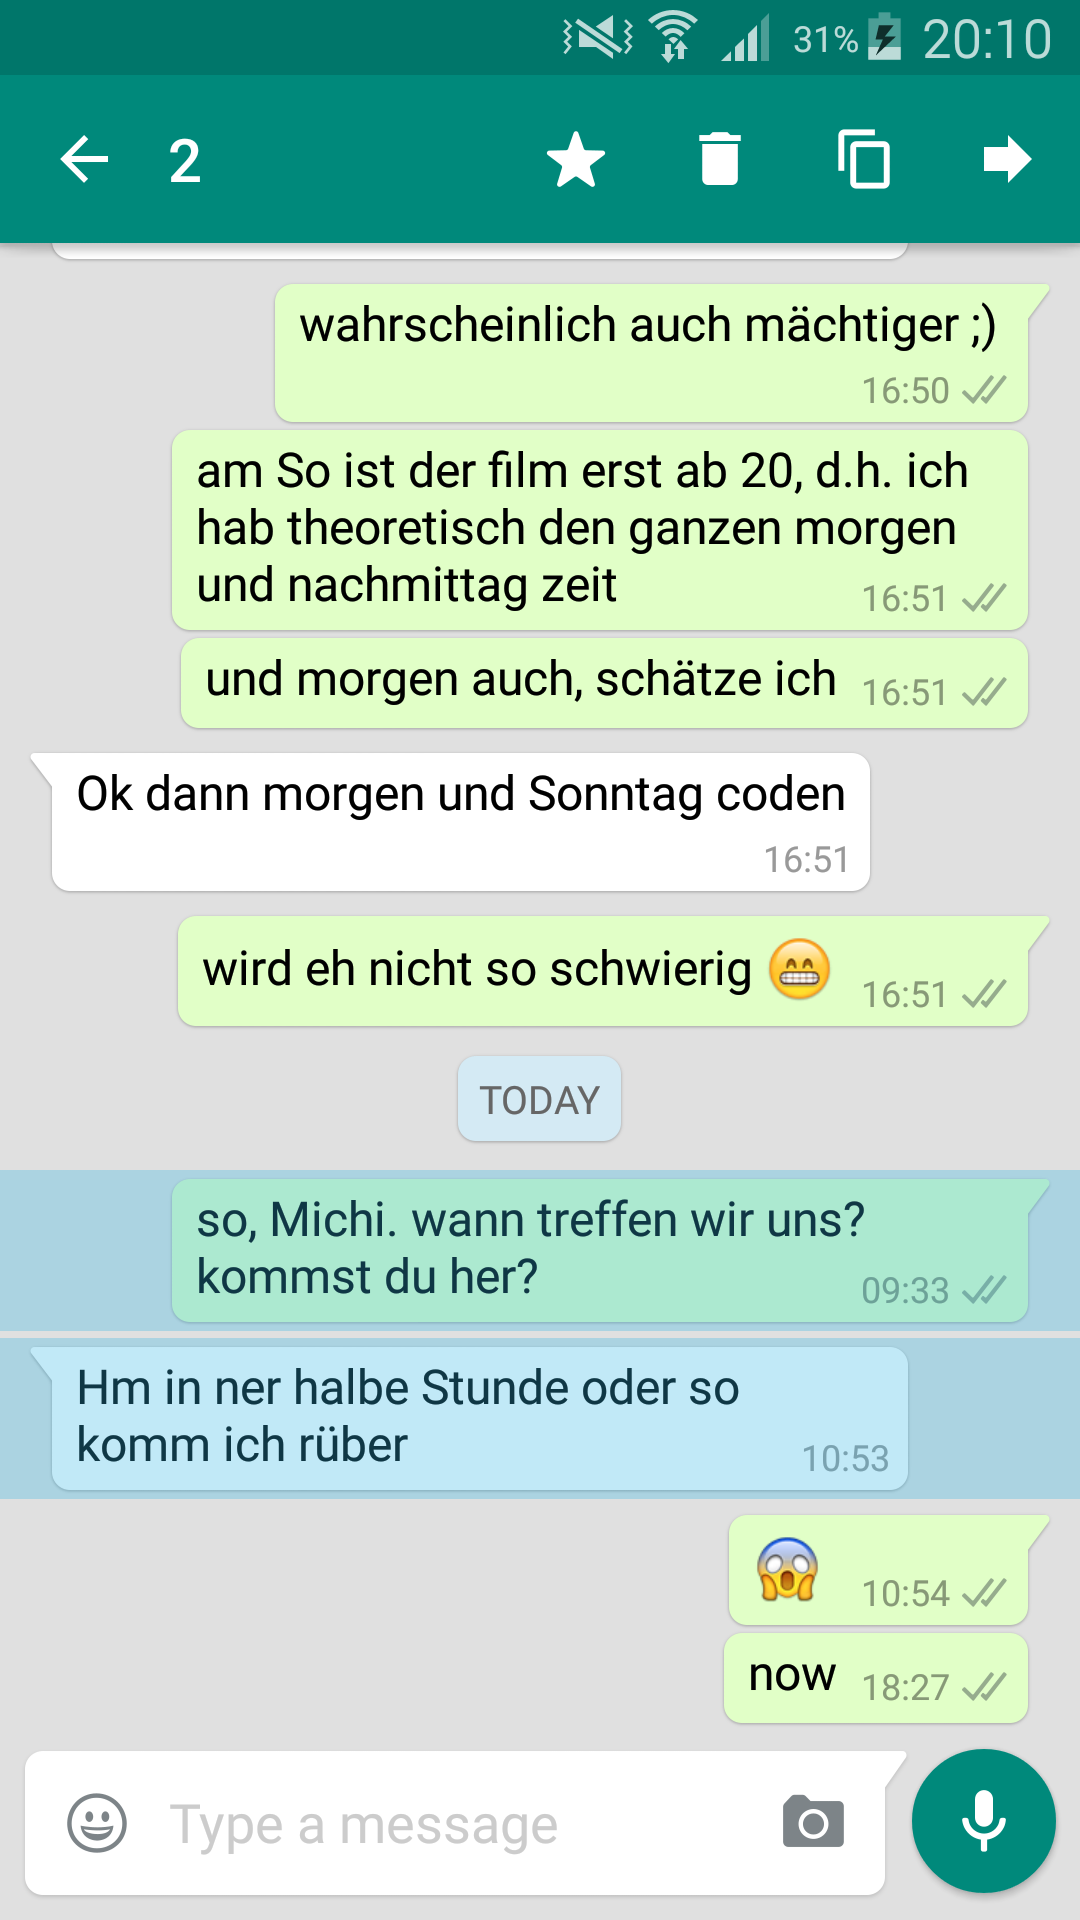 31% 20:10
2
wahrscheinlich auch mächtiger ;)
16:50
am So ist der film erst ab 20, d.h. ich
hab theoretisch den ganzen morgen
und nachmittag zeit 16:51
und morgen auch, schätze ich 16:51
Ok dann morgen und Sonntag coden
16:51
wird eh nicht so schwierig 😁 16:51
TODAY
so, Michi. wann treffen wir uns?
kommst du her? 09:33
Hm in ner halbe Stunde oder so
komm ich rüber 10:53
😱 10:54
now 18:27
Type a message